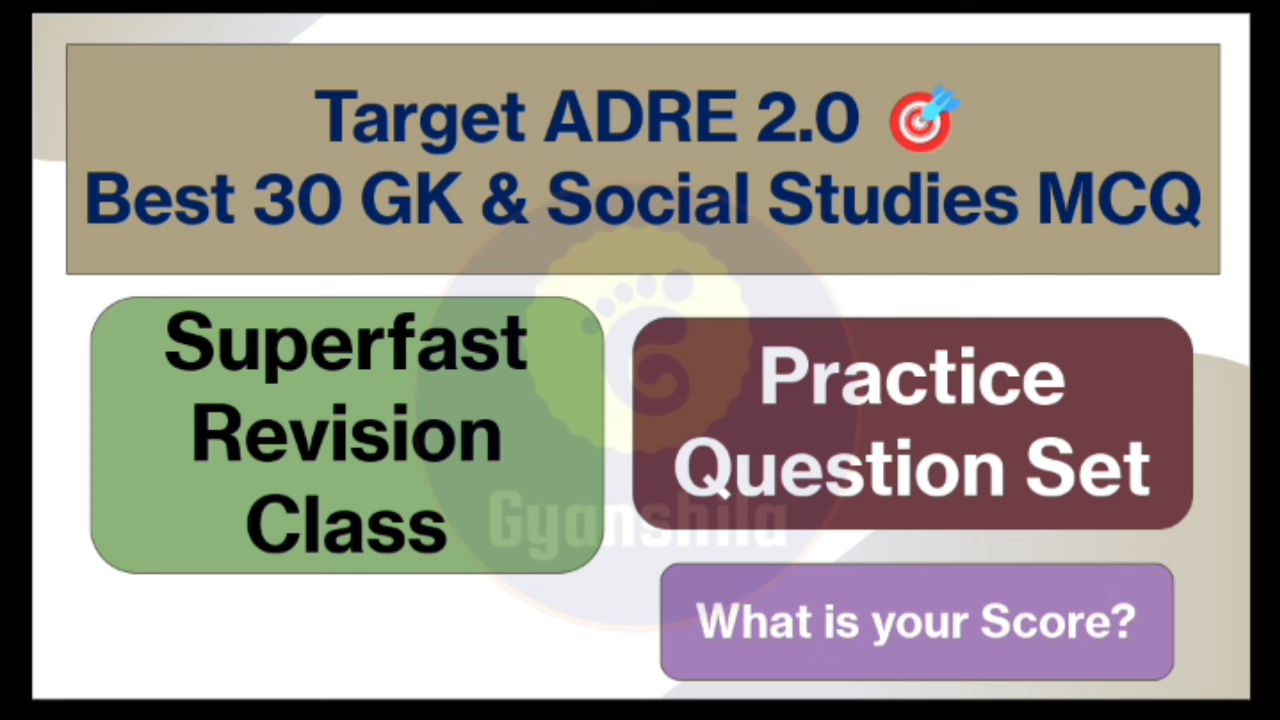 Target ADRE 2.0 🎯
Best 30 GK & Social Studies MCQ
Superfast
Revision
Class
Practice
Question Set
What is your Score?
Gyanshila